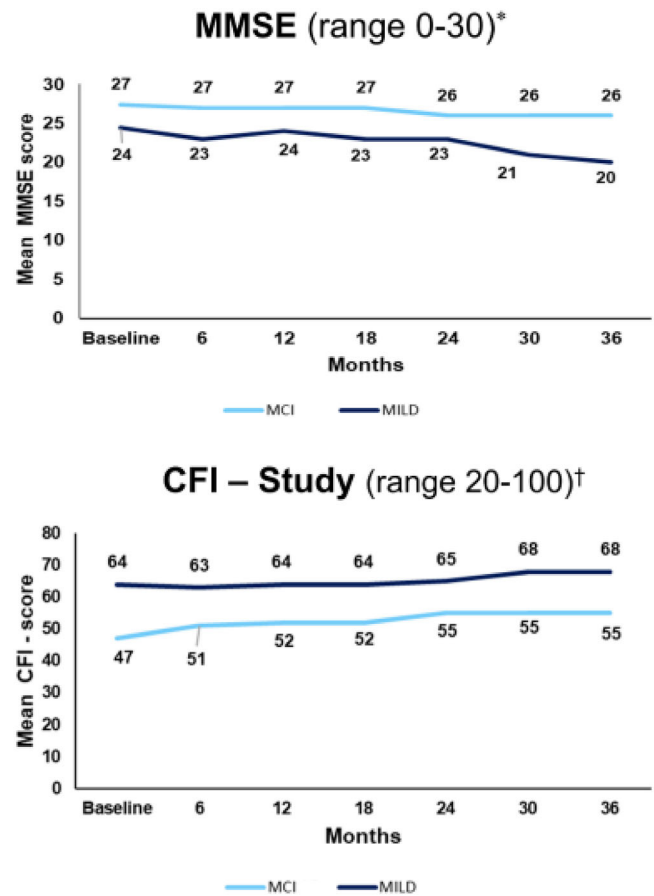 MMSE (range 0-30)*
Mean MMSE score
30
25
20
15
10
5
0
27 27 27 27 26 26 26
24 23 24 23 23 21 20
Baseline 6 12 18 24 30 36
Months
MCI MILD
CFI – Study (range 20-100)†
Mean CFI - score
80
70
60
50
40
30
20
10
0
64 63 64 64 65 68 68
47 51 52 52 55 55 55
Baseline 6 12 18 24 30 36
Months
MCI MILD